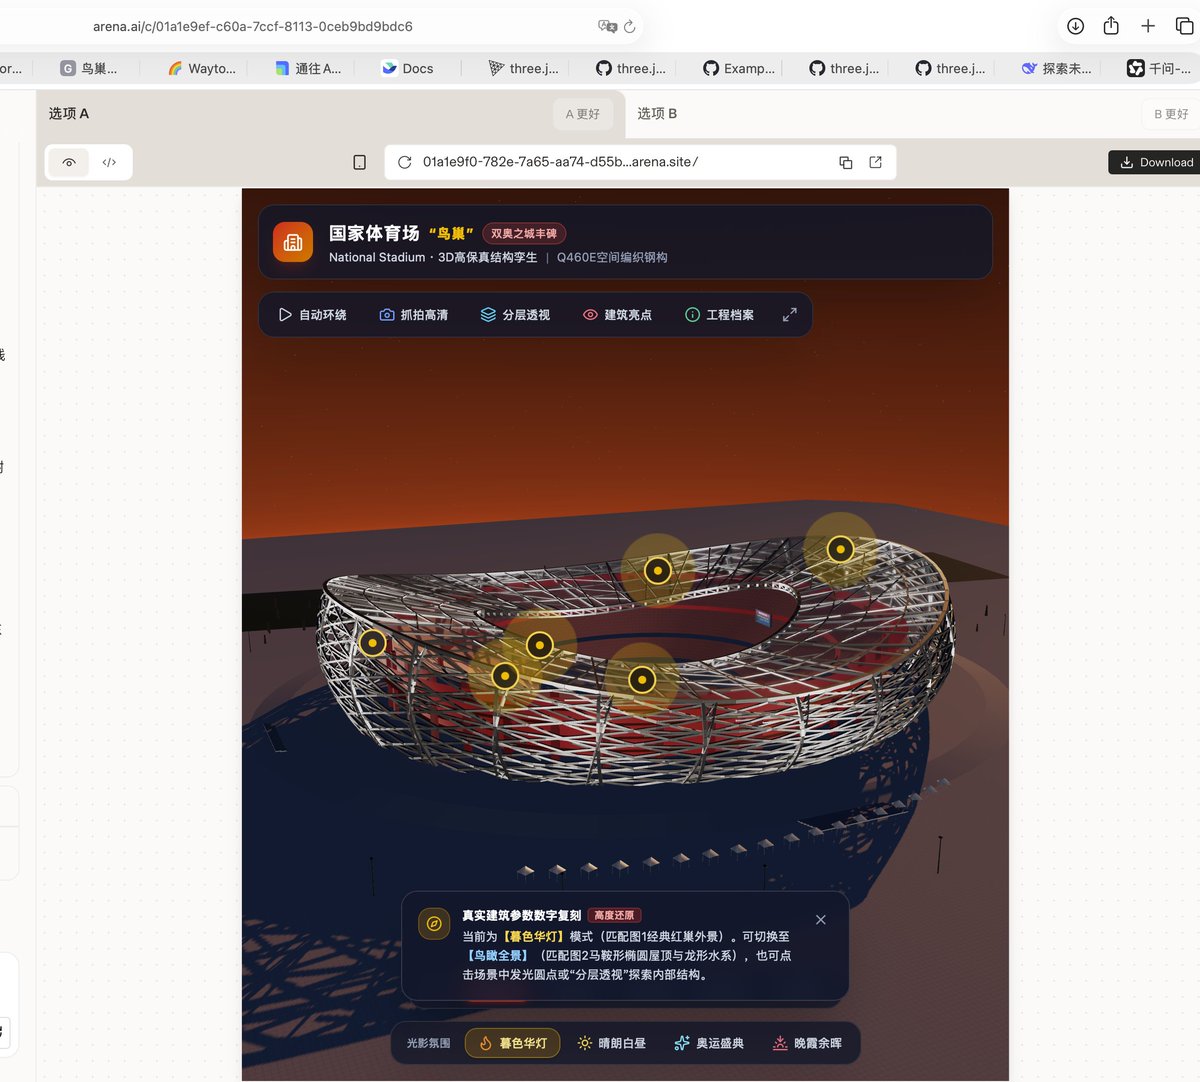 arena.ai/c/01a1e9ef-c60a-7ccf-8113-0ceb9bd9bdc6
or... 鸟巢... Wayto... 通往 A... Docs three.j... three.j... Examp... three.j... three.j... 探索未... 千问-...
选项 A A 更好 选项 B B 更好
01a1e9f0-782e-7a65-aa74-d55b...arena.site/ Download
国家体育场 “鸟巢” 双奥之城丰碑
National Stadium · 3D高保真结构孪生 | Q460E空间编织钢构
自动环绕 抓拍高清 分层透视 建筑亮点 工程档案
真实建筑参数数字复刻 高度还原
当前为【暮色华灯】模式（匹配图1经典红巢外景）。可切换至
【鸟瞰全景】（匹配图2马鞍形椭圆屋顶与龙形水系），也可点
击场景中发光圆点或“分层透视”探索内部结构。
光影氛围 暮色华灯 晴朗白昼 奥运盛典 晚霞余晖